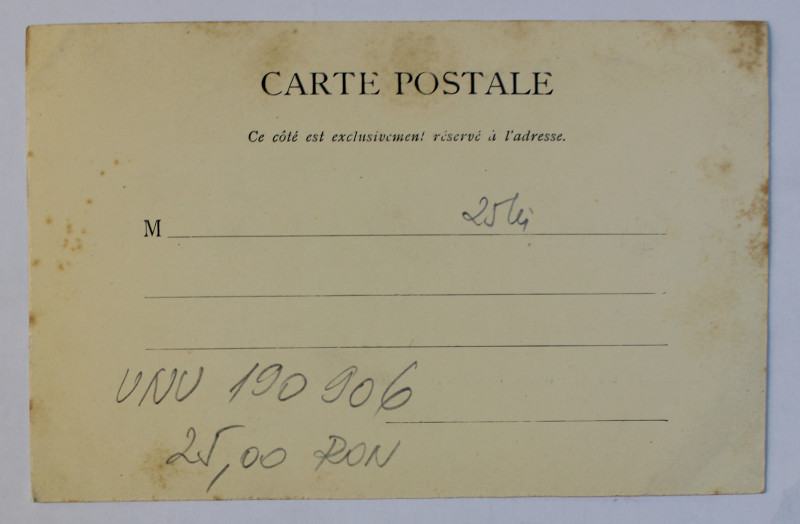 CARTE POSTALE
Ce côté est exclusivement réservé à l'adresse.
25 lei
M
UNU 190906
25,00 RON